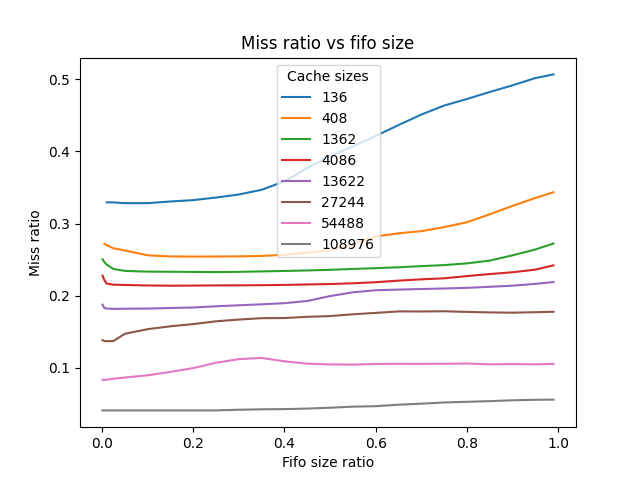 Miss ratio vs fifo size
Cache sizes
136
408
1362
4086
13622
27244
54488
108976
0.5
0.4
0.3
0.2
0.1
Miss ratio
0.0 0.2 0.4 0.6 0.8 1.0
Fifo size ratio